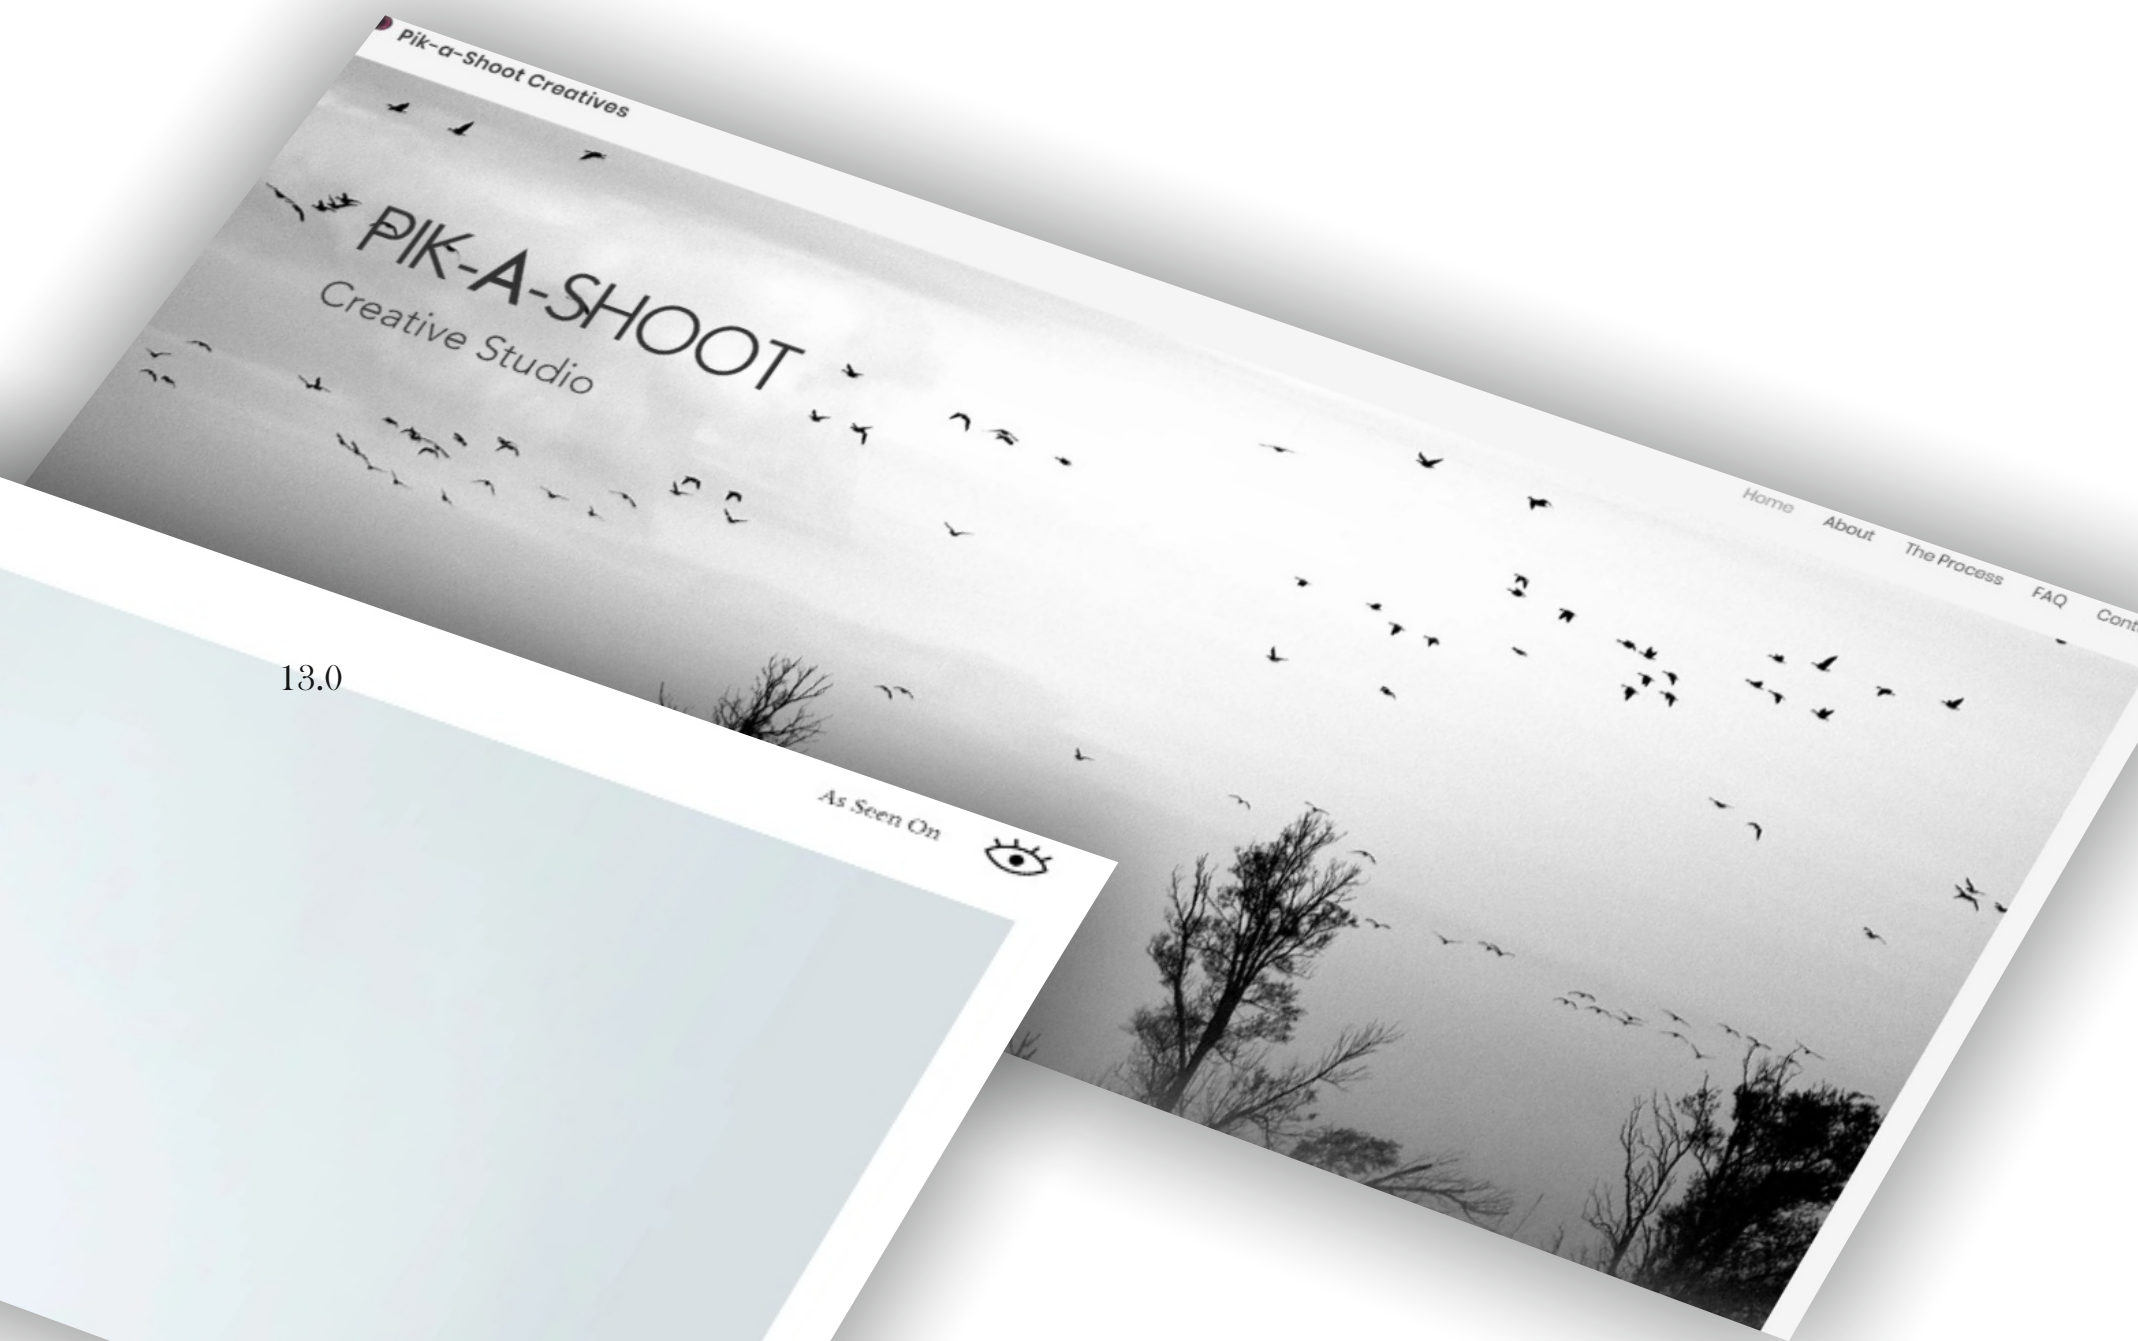 Pik-a-Shoot Creatives
PIK-A-SHOOT
Creative Studio
Home About The Process FAQ
13.0
As Seen On